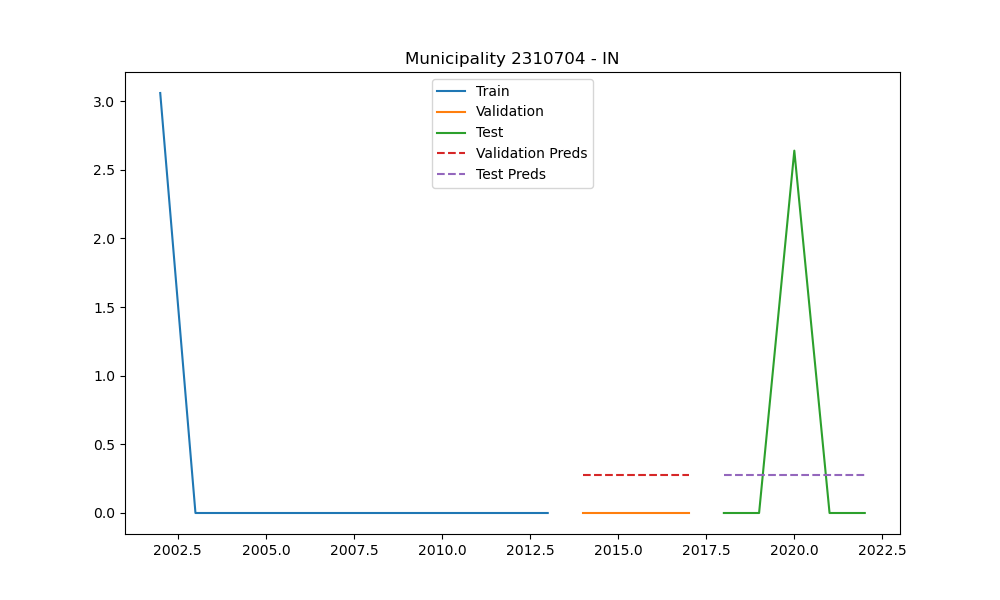 Municipality 2310704 - IN
Train
Validation
Test
Validation Preds
Test Preds
3.0
2.5
2.0
1.5
1.0
0.5
0.0
2002.5 2005.0 2007.5 2010.0 2012.5 2015.0 2017.5 2020.0 2022.5